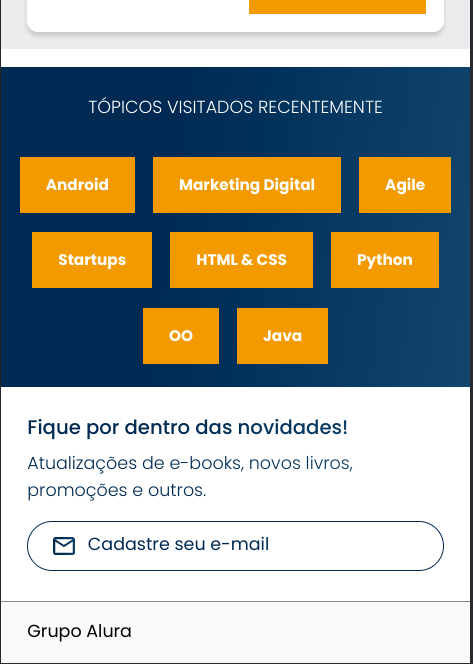 TÓPICOS VISITADOS RECENTEMENTE
Android
Marketing Digital
Agile
Startups
HTML & CSS
Python
OO
Java
Fique por dentro das novidades!
Atualizações de e-books, novos livros,
promoções e outros.
Cadastre seu e-mail
Grupo Alura